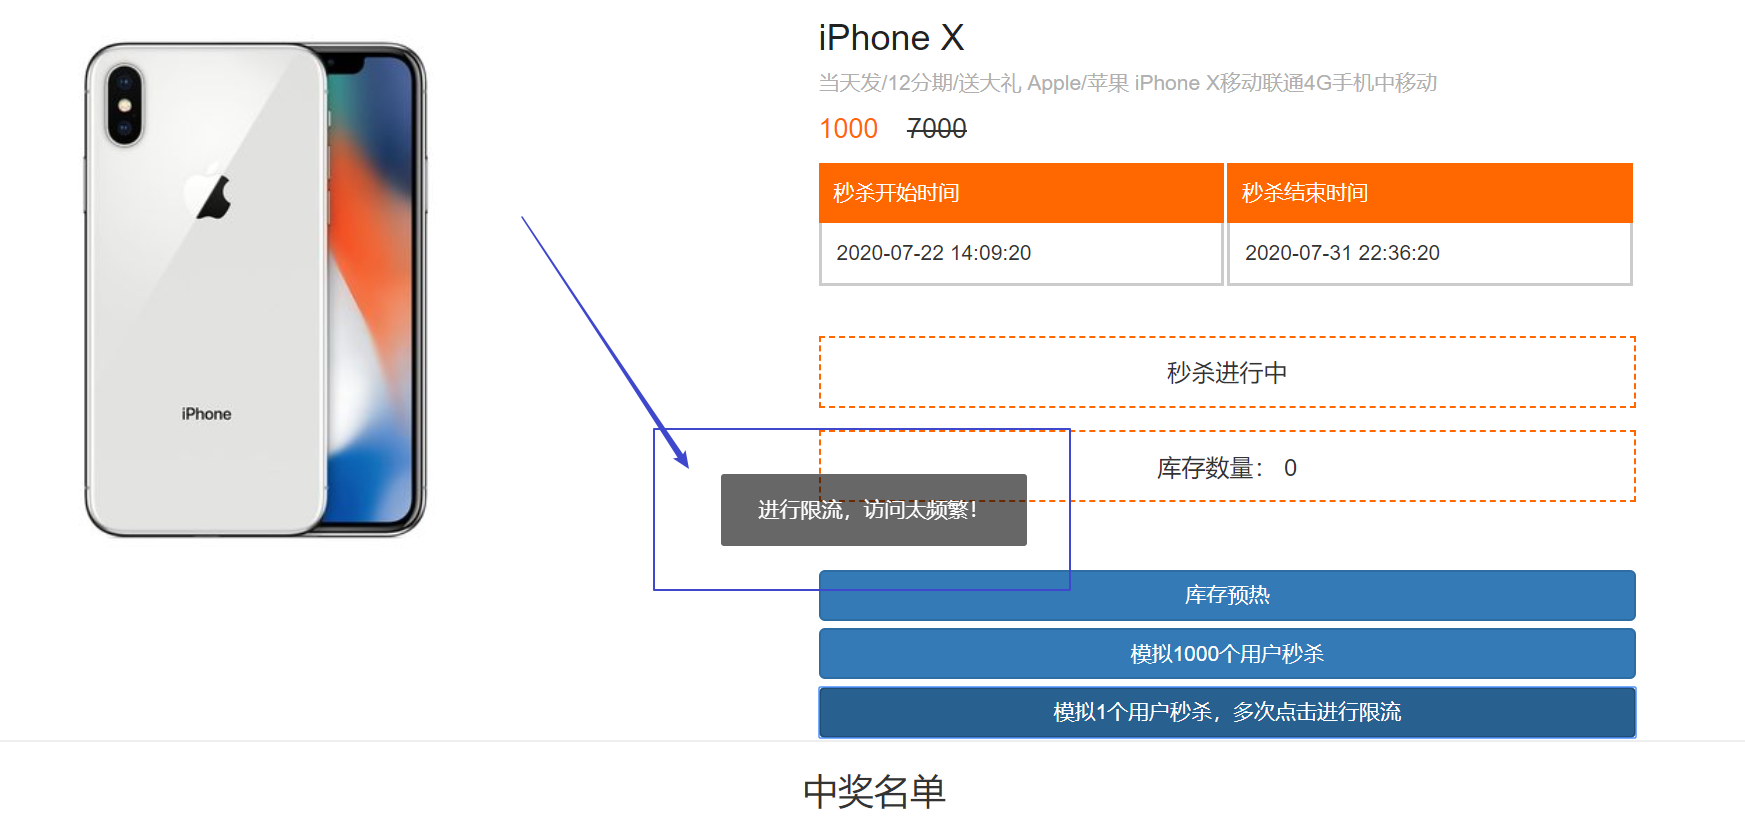 iPhone X
当天发/12分期/送大礼 Apple/苹果 iPhone X移动联通4G手机中移动
1000 7000
秒杀开始时间 秒杀结束时间
2020-07-22 14:09:20 2020-07-31 22:36:20
秒杀进行中
iPhone
库存数量： 0
进行限流，访问太频繁！
库存预热
模拟1000个用户秒杀
模拟1个用户秒杀，多次点击进行限流
中奖名单